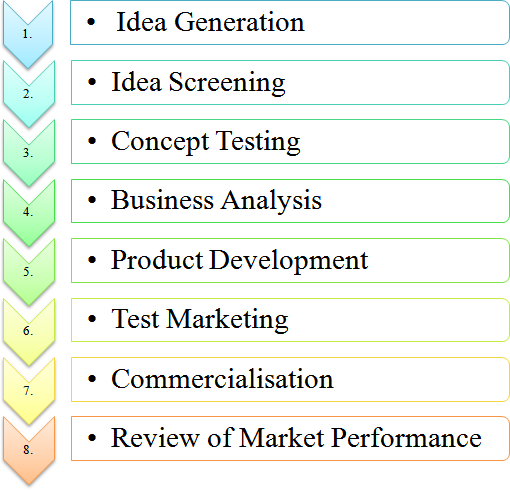 1. • Idea Generation
2. • Idea Screening
3. • Concept Testing
4. • Business Analysis
5. • Product Development
6. • Test Marketing
7. • Commercialisation
8. • Review of Market Performance